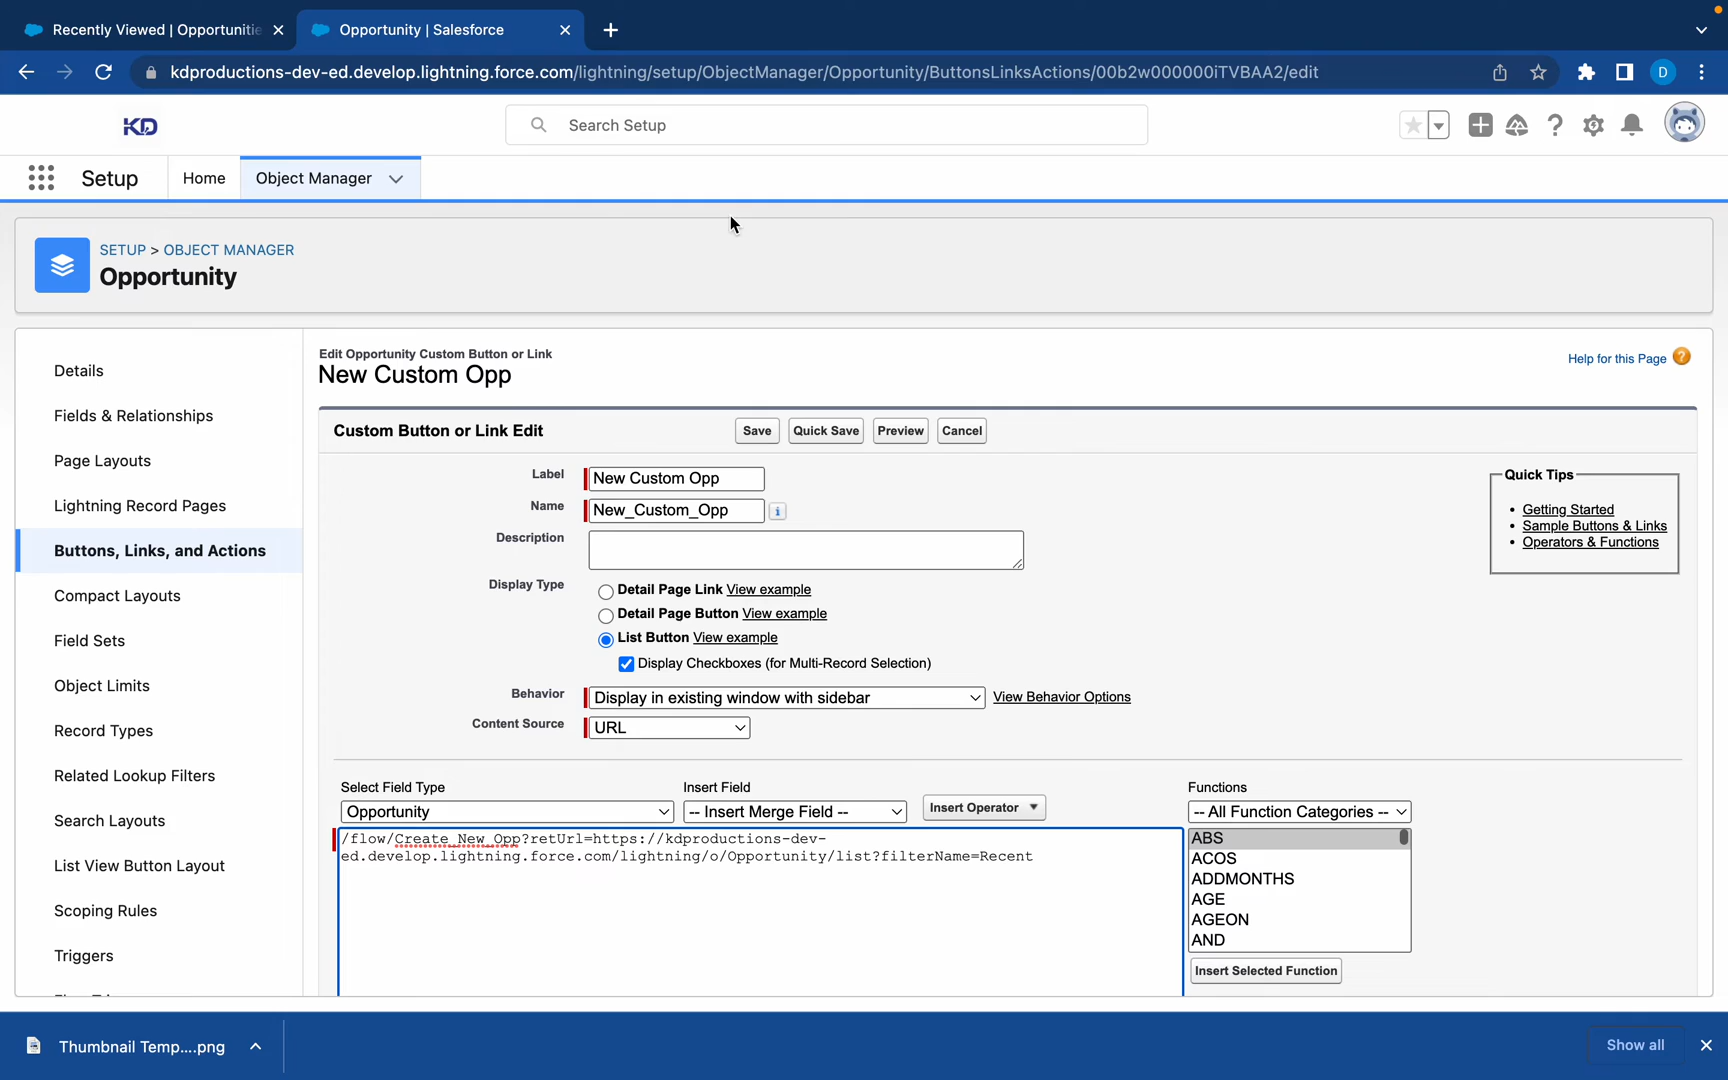 Recently Viewed | Opportunitie
Opportunity | Salesforce
kdproductions-dev-ed.develop.lightning.force.com/lightning/setup/ObjectManager/Opportunity/ButtonsLinksActions/00b2w000000iTVBAA2/edit
D
KD
Search Setup
Setup
Home
Object Manager
SETUP > OBJECT MANAGER
Opportunity
Details
Fields & Relationships
Page Layouts
Lightning Record Pages
Buttons, Links, and Actions
Compact Layouts
Field Sets
Object Limits
Record Types
Related Lookup Filters
Search Layouts
List View Button Layout
Scoping Rules
Triggers
Edit Opportunity Custom Button or Link
New Custom Opp
Help for this Page
Custom Button or Link Edit
Save
Quick Save
Preview
Cancel
Label
New Custom Opp
Name
New_Custom_Opp
Description
Display Type
Detail Page Link View example
Detail Page Button View example
List Button View example
Display Checkboxes (for Multi-Record Selection)
Behavior
Display in existing window with sidebar
View Behavior Options
Content Source
URL
Quick Tips
Getting Started
Sample Buttons & Links
Operators & Functions
Select Field Type
Opportunity
Insert Field
-- Insert Merge Field --
Insert Operator
Functions
-- All Function Categories --
/flow/Create_New_Opp?retUrl=https://kdproductions-dev-
ed.develop.lightning.force.com/lightning/o/Opportunity/list?filterName=Recent
ABS
ACOS
ADDMONTHS
AGE
AGEON
AND
Insert Selected Function
Thumbnail Temp....png
Show all